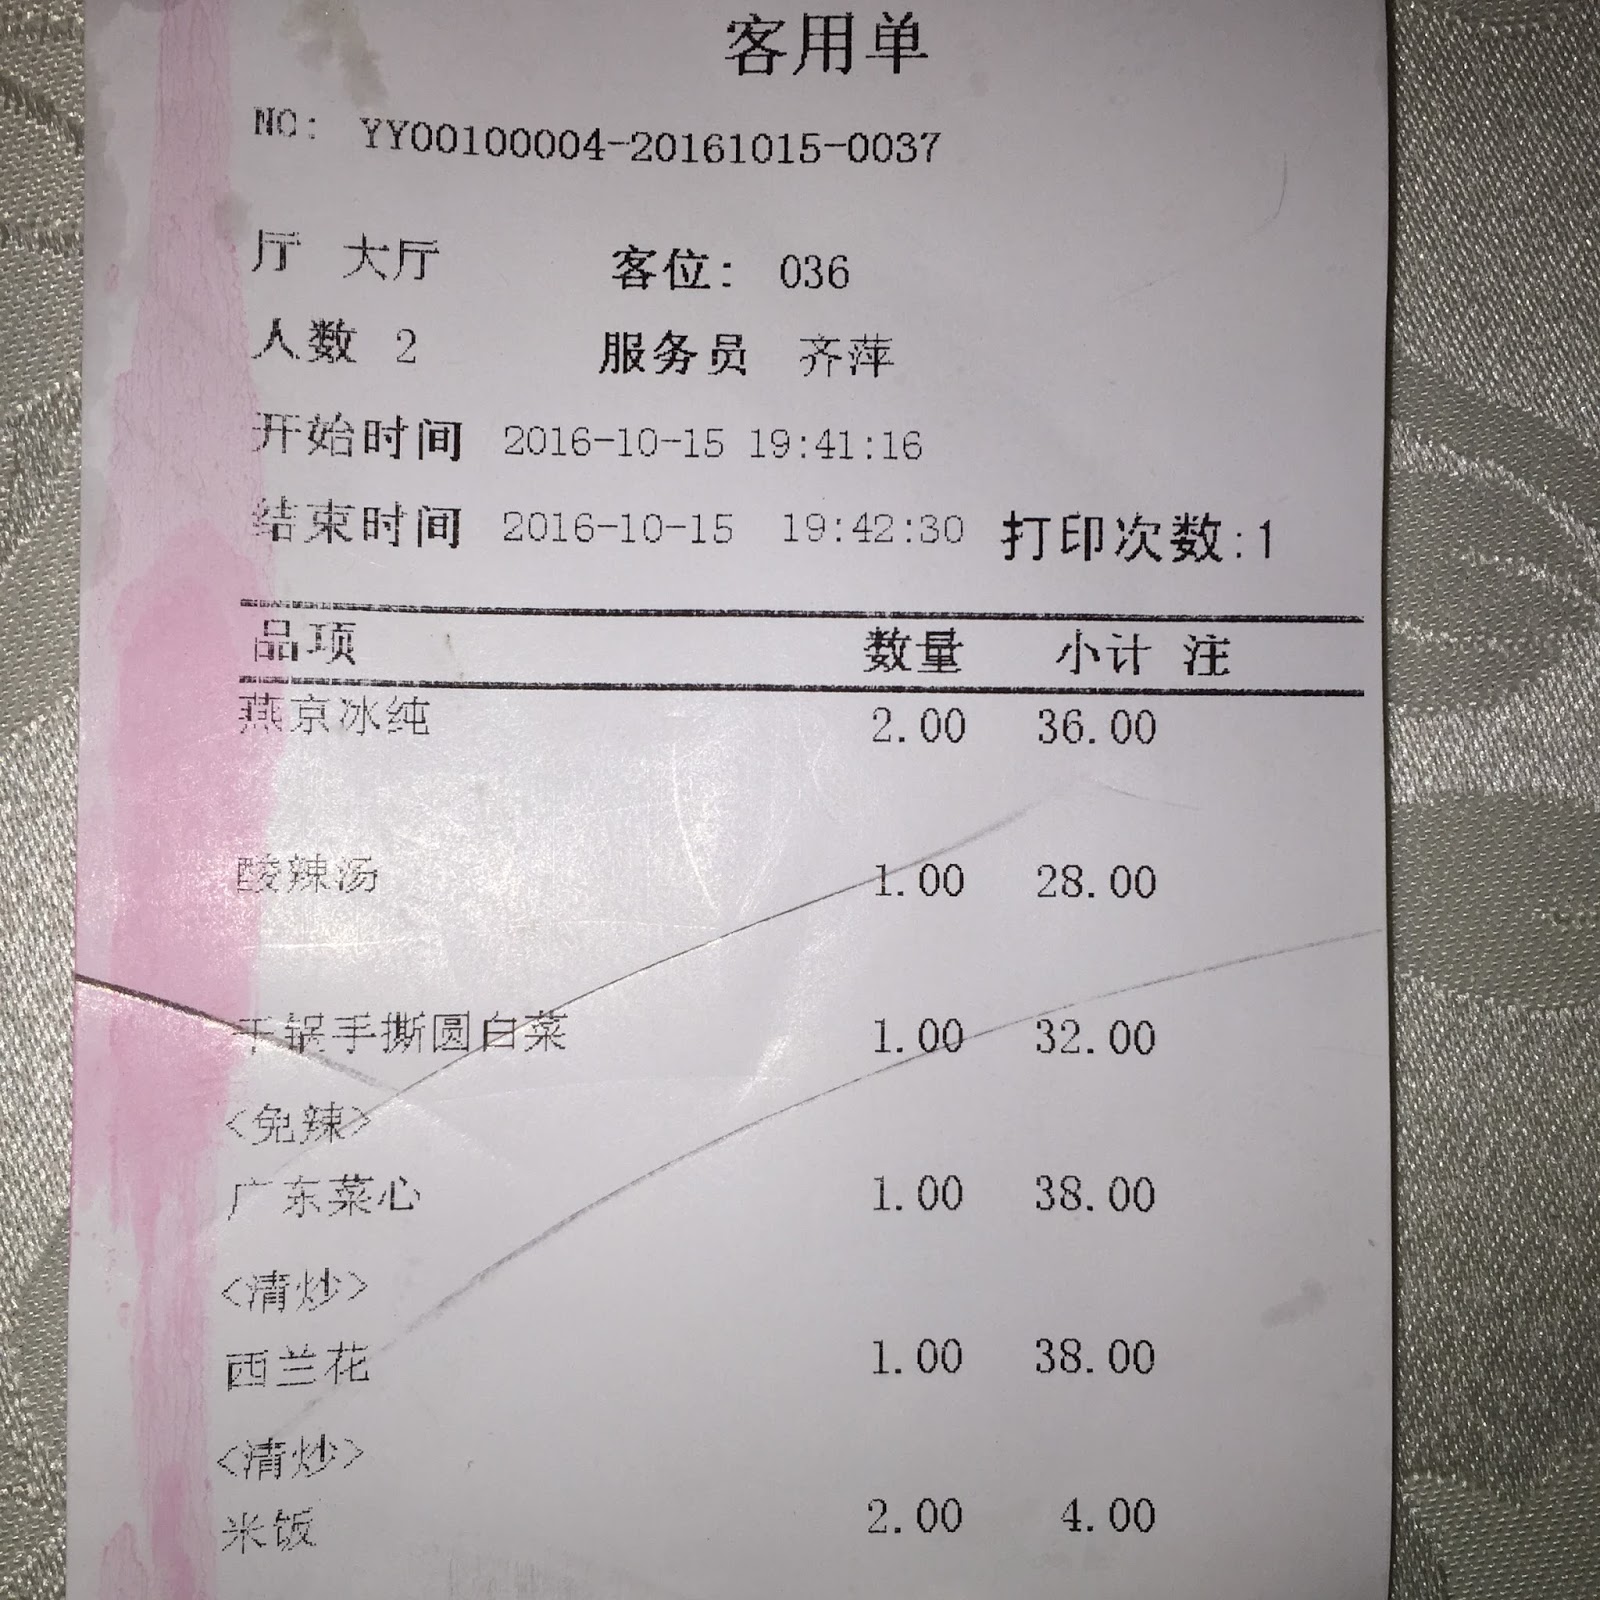 客用单
NO: YY00100004-20161015-0037
厅 大厅 客位: 036
人数 2 服务员 齐萍
开始时间 2016-10-15 19:41:16
结束时间 2016-10-15 19:42:30 打印次数:1
品项 数量 小计 注
燕京冰纯 2.00 36.00
酸辣汤 1.00 28.00
干锅手撕圆白菜 1.00 32.00
<免辣>
广东菜心 1.00 38.00
<清炒>
西兰花 1.00 38.00
<清炒>
米饭 2.00 4.00